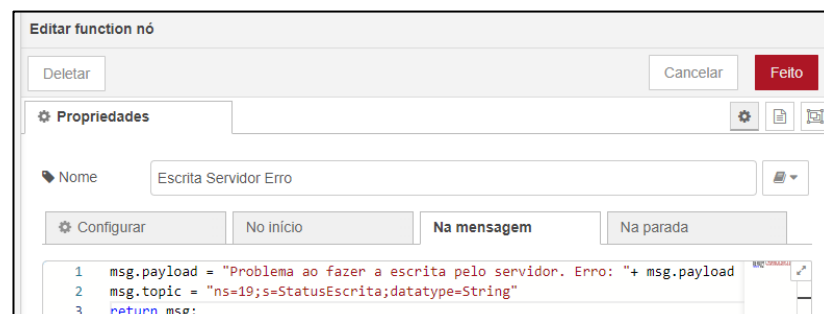 Editar function nó
Deletar
Cancelar
Feito
Propriedades
Nome
Escrita Servidor Erro
Configurar
No início
Na mensagem
Na parada
1 msg.payload = "Problema ao fazer a escrita pelo servidor. Erro: "+ msg.payload
2 msg.topic = "ns=19;s=StatusEscrita;datatype=String"
3 return msg;